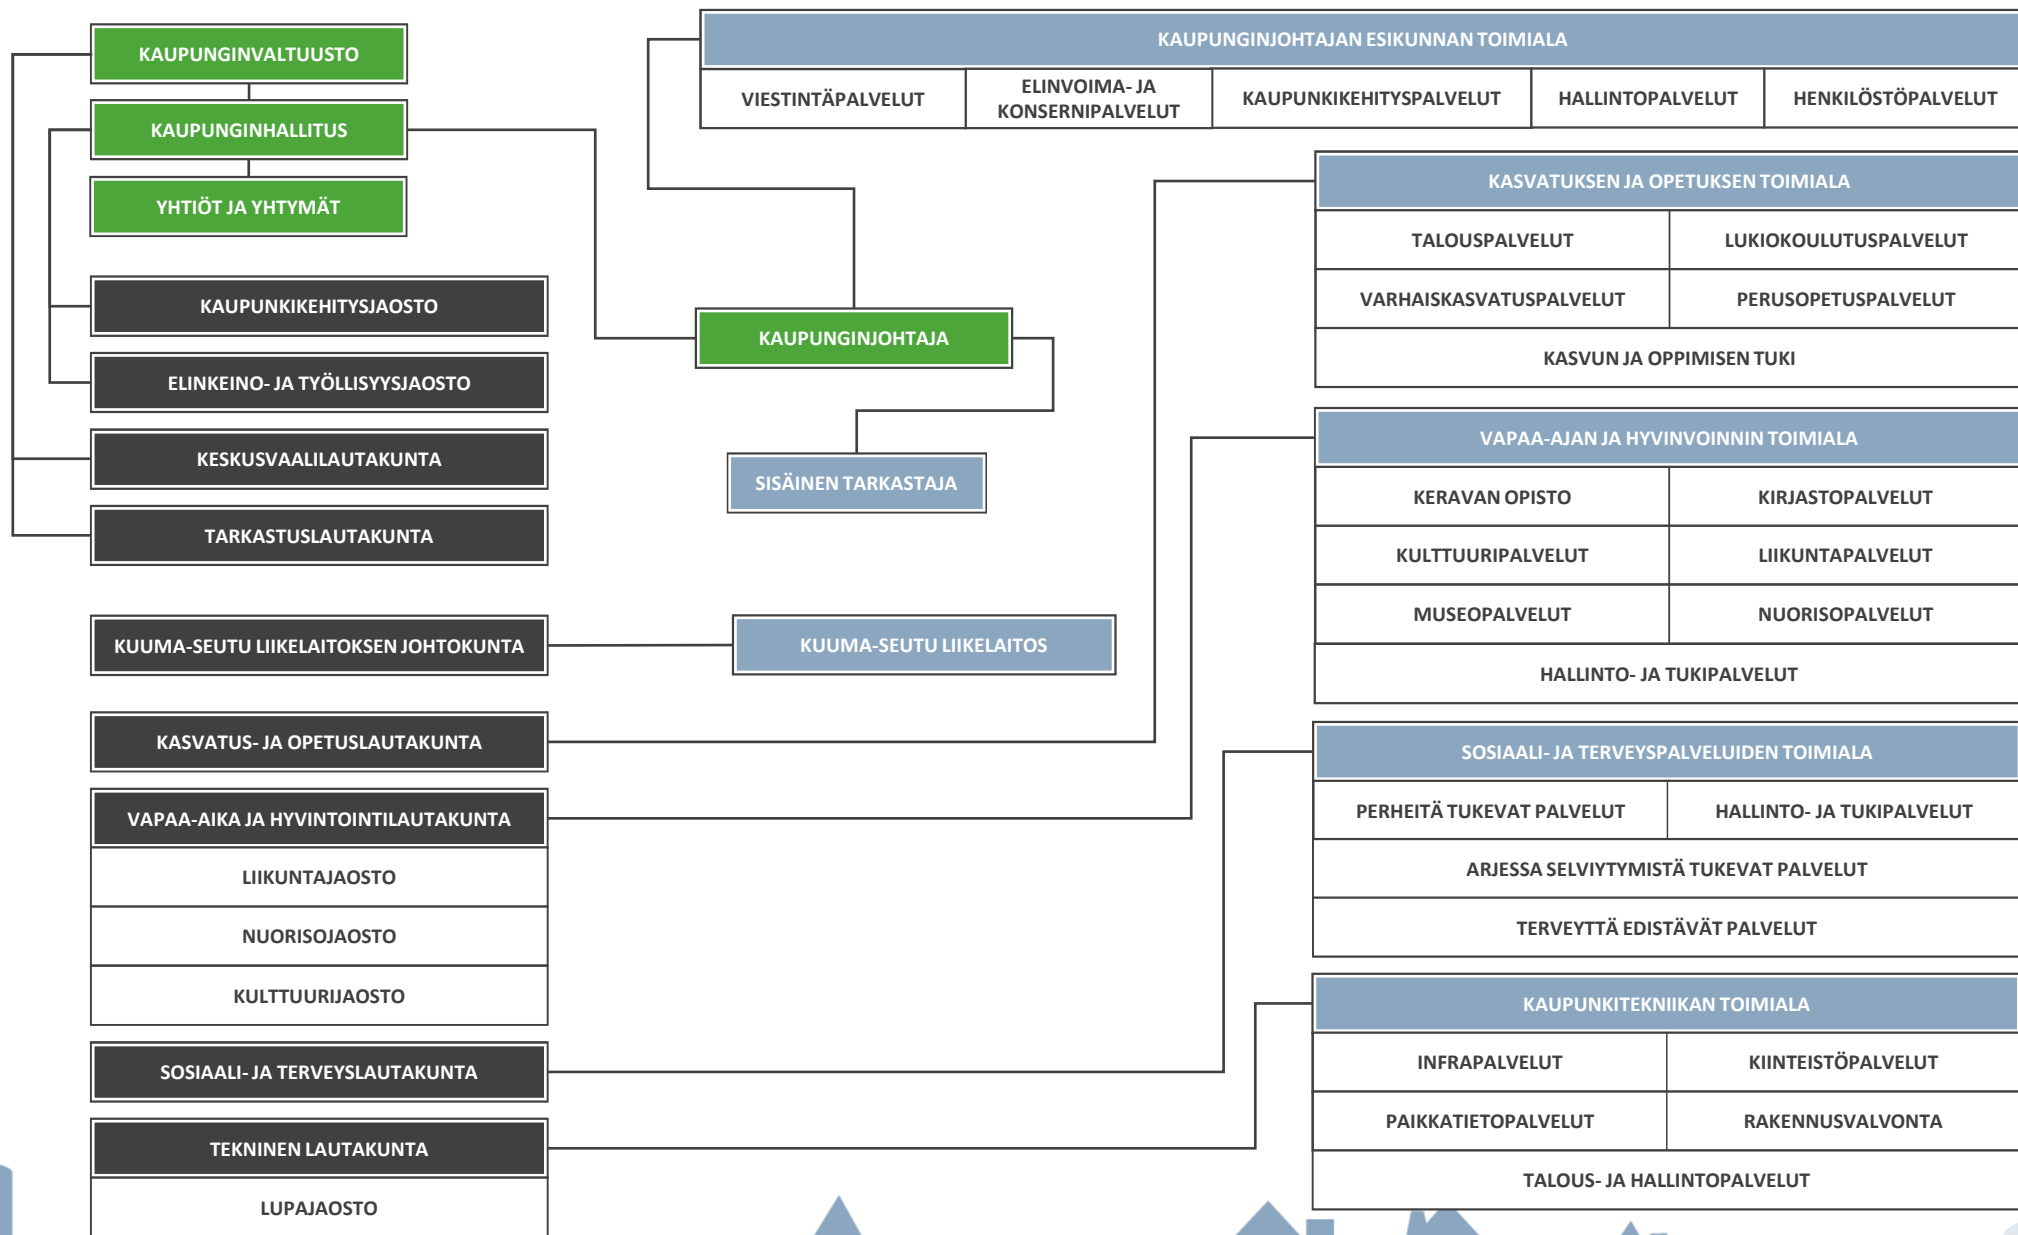 KAUPUNGINVALTUUSTO
KAUPUNGINHALLITUS
YHTIÖT JA YHTYMÄT
KAUPUNKIKEHITYSJAOSTO
ELINKEINO- JA TYÖLLISYYSJAOSTO
KESKUSVAALILAUTAKUNTA
TARKASTUSLAUTAKUNTA
KUUMA-SEUTU LIIKELAITOKSEN JOHTOKUNTA
KASVATUS- JA OPETUSLAUTAKUNTA
VAPAA-AIKA JA HYVINTOINTILAUTAKUNTA
LIIKUNTAJAOSTO
NUORISOJAOSTO
KULTTUURIJAOSTO
SOSIAALI- JA TERVEYSLAUTAKUNTA
TEKNINEN LAUTAKUNTA
LUPAJAOSTO
KAUPUNGINJOHTAJA
SISÄINEN TARKASTAJA
KUUMA-SEUTU LIIKELAITOS
KAUPUNGINJOHTAJAN ESIKUNNAN TOIMIALA
VIESTINTÄPALVELUT
ELINVOIMA- JA
KONSERNIPALVELUT
KAUPUNKIKEHITYSPALVELUT
HALLINTOPALVELUT
HENKILÖSTÖPALVELUT
KASVATUKSEN JA OPETUKSEN TOIMIALA
TALOUSPALVELUT
LUKIOKOULUTUSPALVELUT
VARHAISKASVATUSPALVELUT
PERUSOPETUSPALVELUT
KASVUN JA OPPIMISEN TUKI
VAPAA-AJAN JA HYVINVOINNIN TOIMIALA
KERAVAN OPISTO
KIRJASTOPALVELUT
KULTTUURIPALVELUT
LIIKUNTAPALVELUT
MUSEOPALVELUT
NUORISOPALVELUT
HALLINTO- JA TUKIPALVELUT
SOSIAALI- JA TERVEYSPALVELUIDEN TOIMIALA
PERHEITÄ TUKEVAT PALVELUT
HALLINTO- JA TUKIPALVELUT
ARJESSA SELVIYTYMISTÄ TUKEVAT PALVELUT
TERVEYTTÄ EDISTÄVÄT PALVELUT
KAUPUNKITEKNIIKAN TOIMIALA
INFRAPALVELUT
KIINTEISTÖPALVELUT
PAIKKATIETOPALVELUT
RAKENNUSVALVONTA
TALOUS- JA HALLINTOPALVELUT